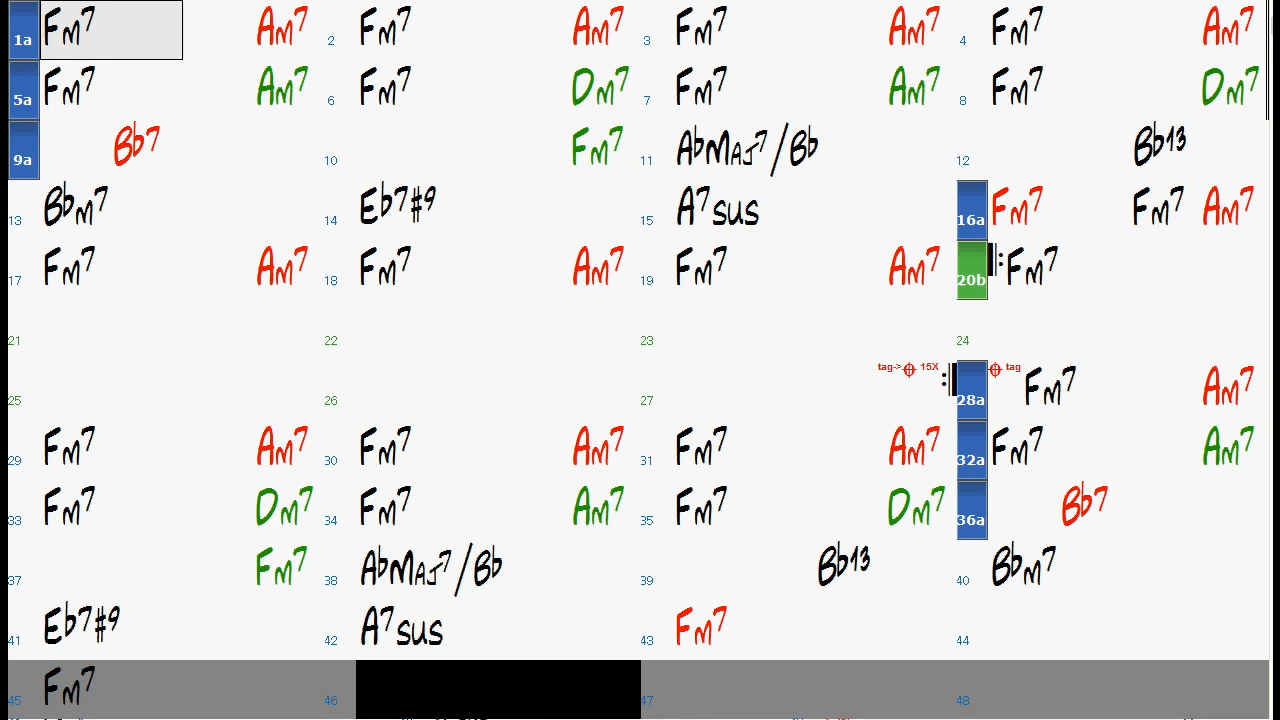 1a Fm7 Am7 2 Fm7 Am7 3 Fm7 Am7 4 Fm7 Am7
5a Fm7 Am7 6 Fm7 Dm7 7 Fm7 Am7 8 Fm7 Dm7
9a Bb7 10 Fm7 11 AbMaj7/Bb 12 Bb13
13 Bbm7 14 Eb7#9 15 A7sus 16a Fm7 Fm7 Am7
17 Fm7 Am7 18 Fm7 Am7 19 Fm7 Am7 20b Fm7
21 22 23 24
tag-> 15X tag
25 26 27 28a Fm7 Am7
29 Fm7 Am7 30 Fm7 Am7 31 Fm7 Am7 32a Fm7 Am7
33 Fm7 Dm7 34 Fm7 Am7 35 Fm7 Dm7 36a Bb7
37 Fm7 38 AbMaj7/Bb 39 Bb13 40 Bbm7
41 Eb7#9 42 A7sus 43 Fm7 44
45 Fm7 46 47 48